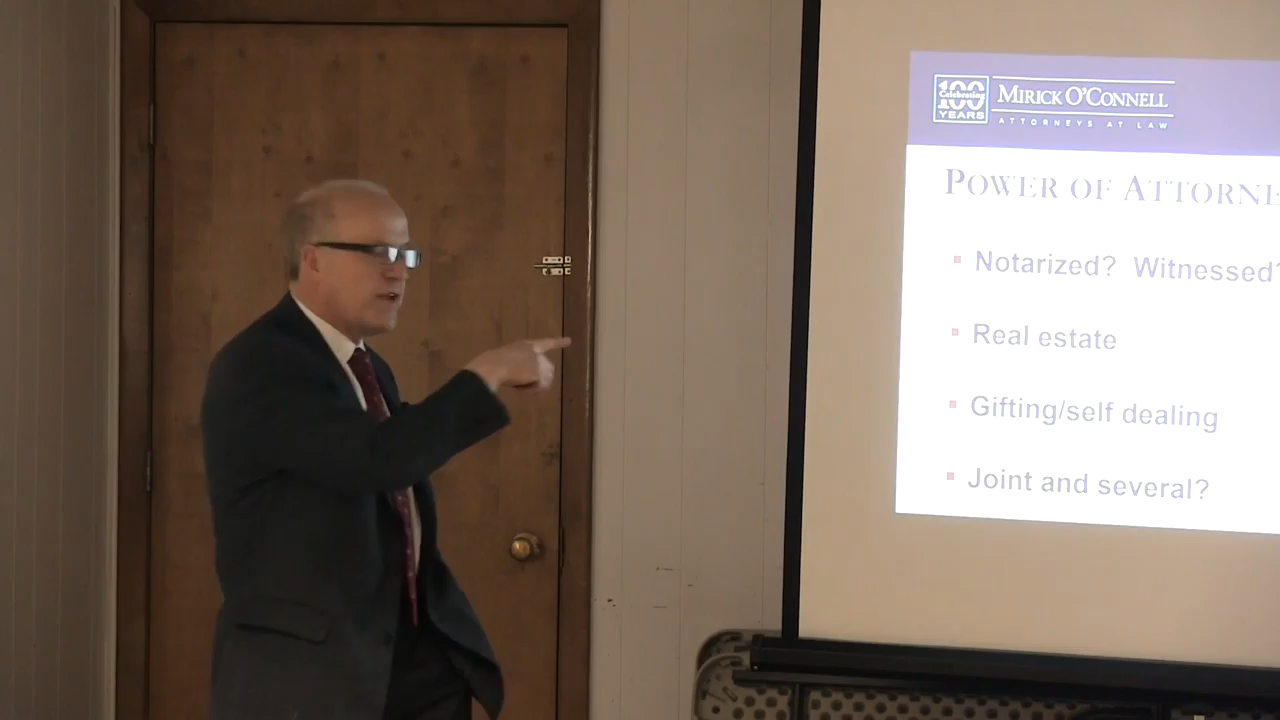 Celebrating
100
YEARS
MIRICK O'CONNELL
ATTORNEYS AT LAW
POWER OF ATTORNE
Notarized? Witnessed?
Real estate
Gifting/self dealing
Joint and several?